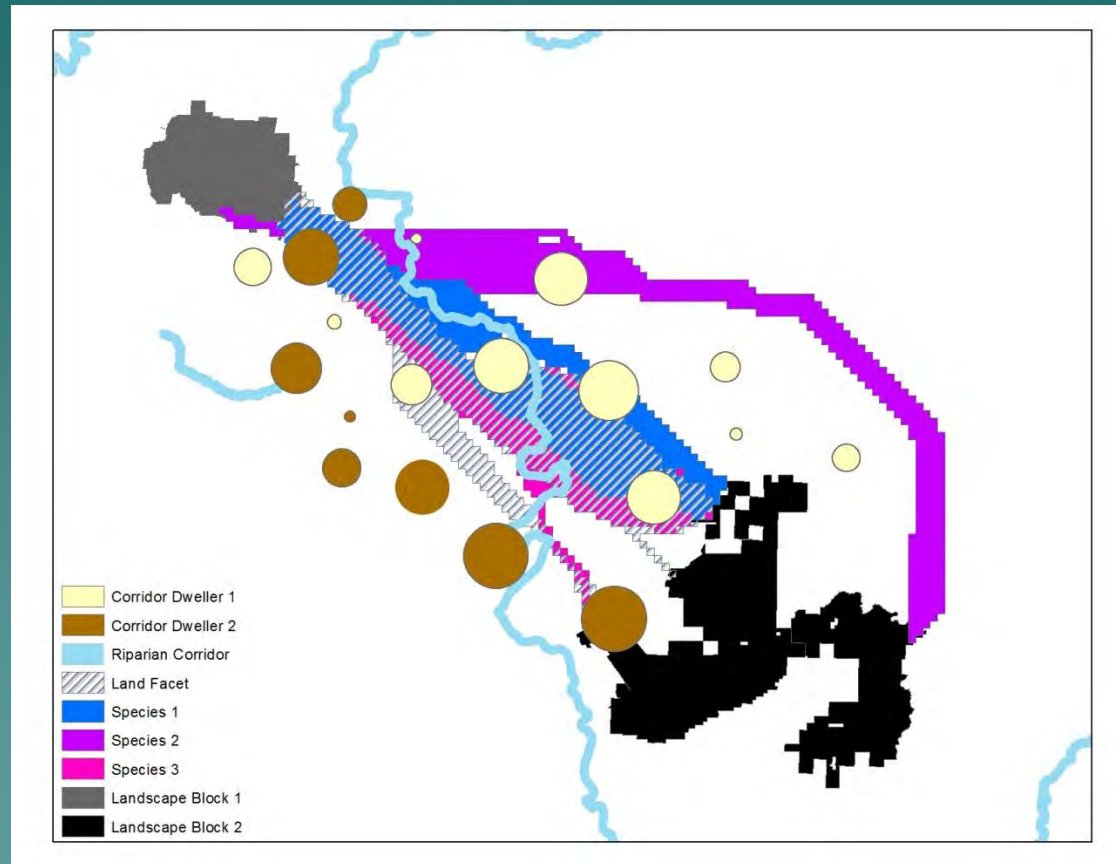 Corridor Dweller 1
Corridor Dweller 2
Riparian Corridor
Land Facet
Species 1
Species 2
Species 3
Landscape Block 1
Landscape Block 2